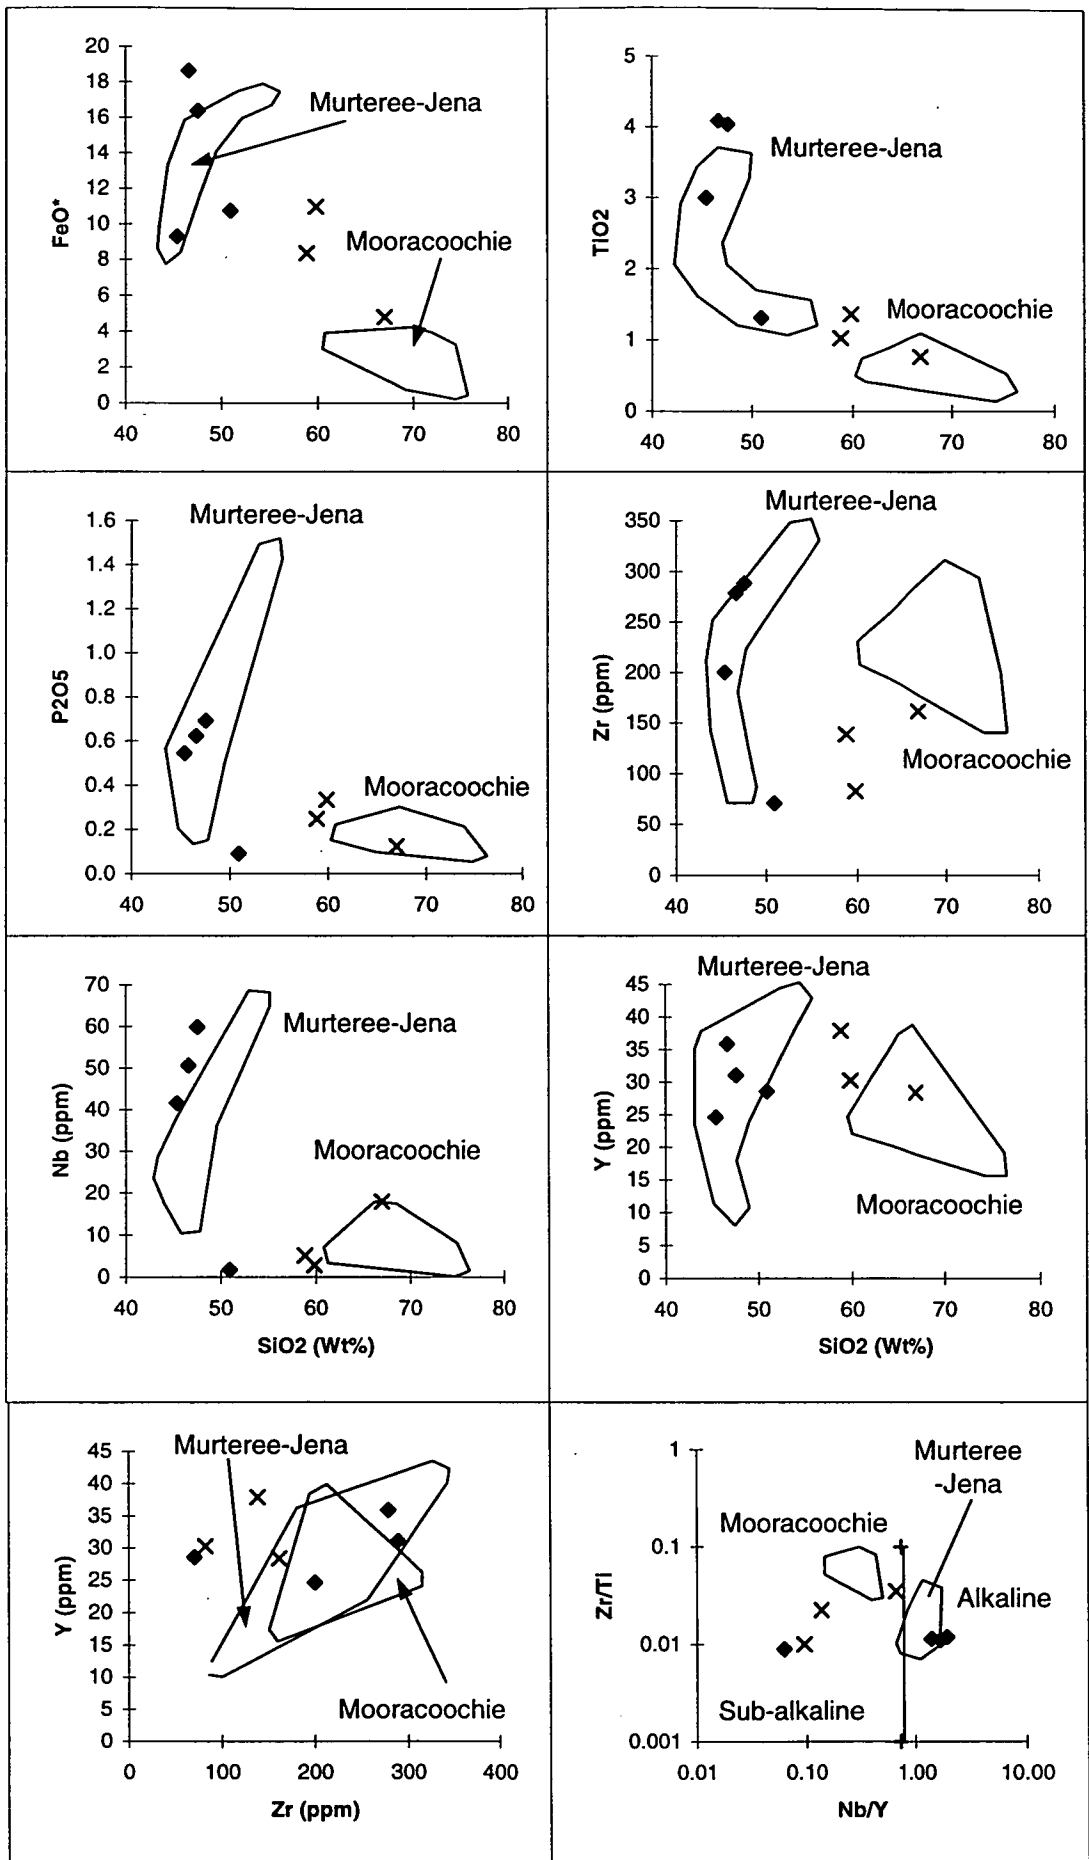 20
18
16
14
12
10
8
6
4
2
0
FeO*
Murteree-Jena
Mooracoochie
40 50 60 70 80
5
4
3
2
1
0
TiO2
Murteree-Jena
Mooracoochie
40 50 60 70 80
1.6
1.4
1.2
1.0
0.8
0.6
0.4
0.2
0.0
P2O5
Murteree-Jena
Mooracoochie
40 50 60 70 80
350
300
250
200
150
100
50
0
Zr (ppm)
Murteree-Jena
Mooracoochie
40 50 60 70 80
70
60
50
40
30
20
10
0
Nb (ppm)
Murteree-Jena
Mooracoochie
40 50 60 70 80
SiO2 (Wt%)
45
40
35
30
25
20
15
10
5
0
Y (ppm)
Murteree-Jena
Mooracoochie
40 50 60 70 80
SiO2 (Wt%)
45
40
35
30
25
20
15
10
5
0
Y (ppm)
Murteree-Jena
Mooracoochie
0 100 200 300 400
Zr (ppm)
1
0.1
0.01
0.001
Zr/Ti
Murteree
-Jena
Mooracoochie
Alkaline
Sub-alkaline
0.01 0.10 1.00 10.00
Nb/Y